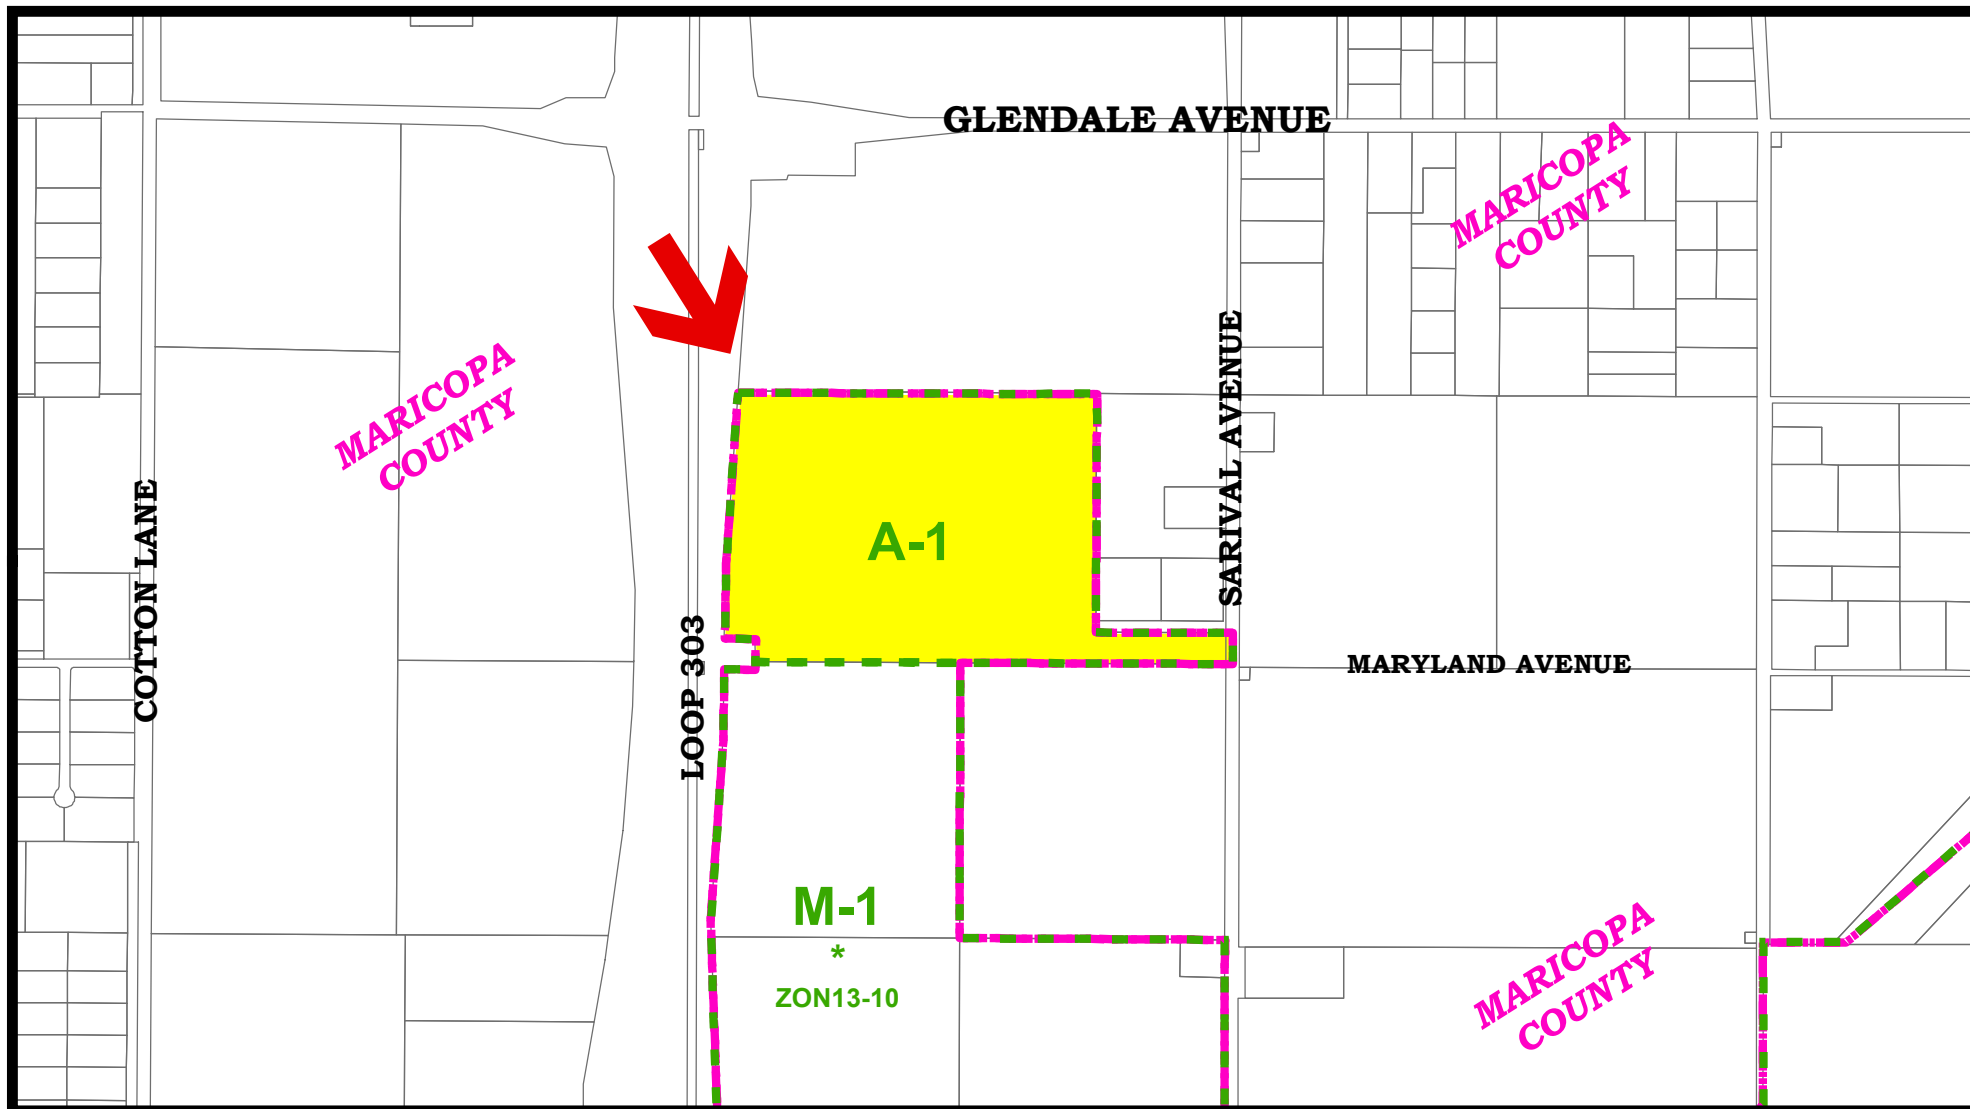 GLENDALE AVENUE
MARICOPA
COUNTY
MARICOPA
COUNTY
SARIVAL AVENUE
COTTON LANE
A-1
LOOP 303
MARYLAND AVENUE
M-1
*
ZON13-10
MARICOPA
COUNTY